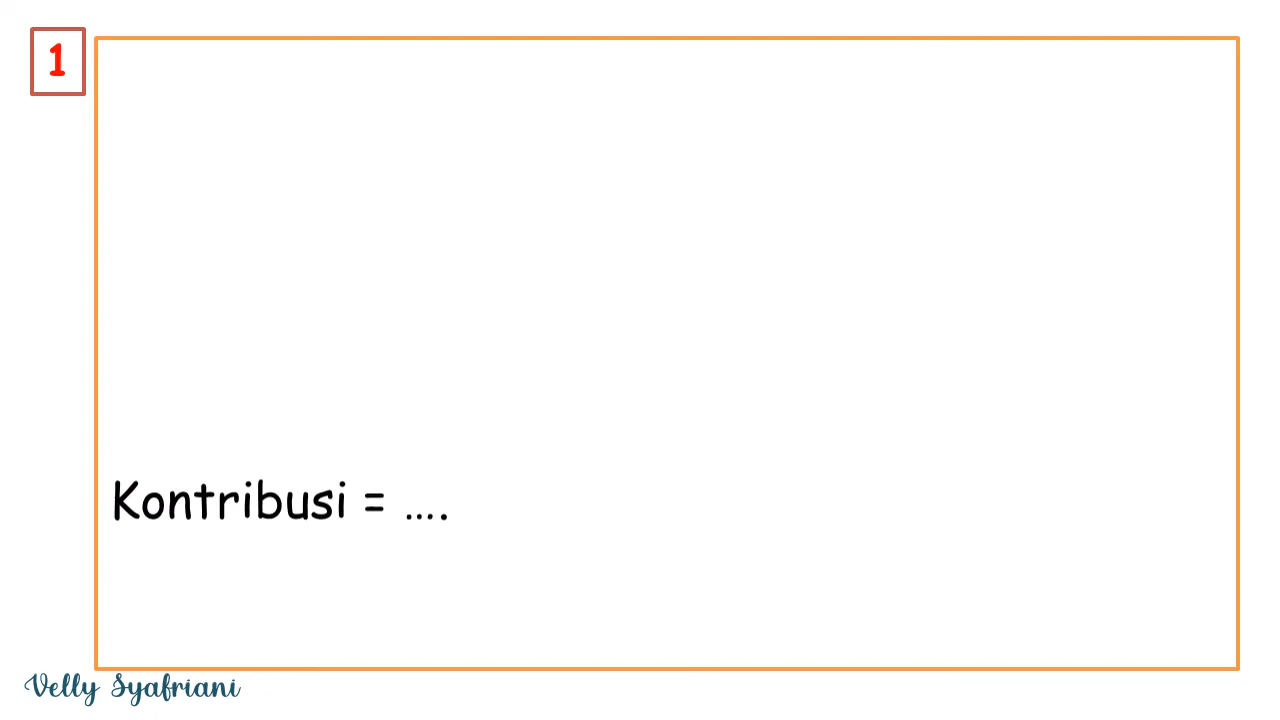 1
Kontribusi = ....
Velly Syafriani